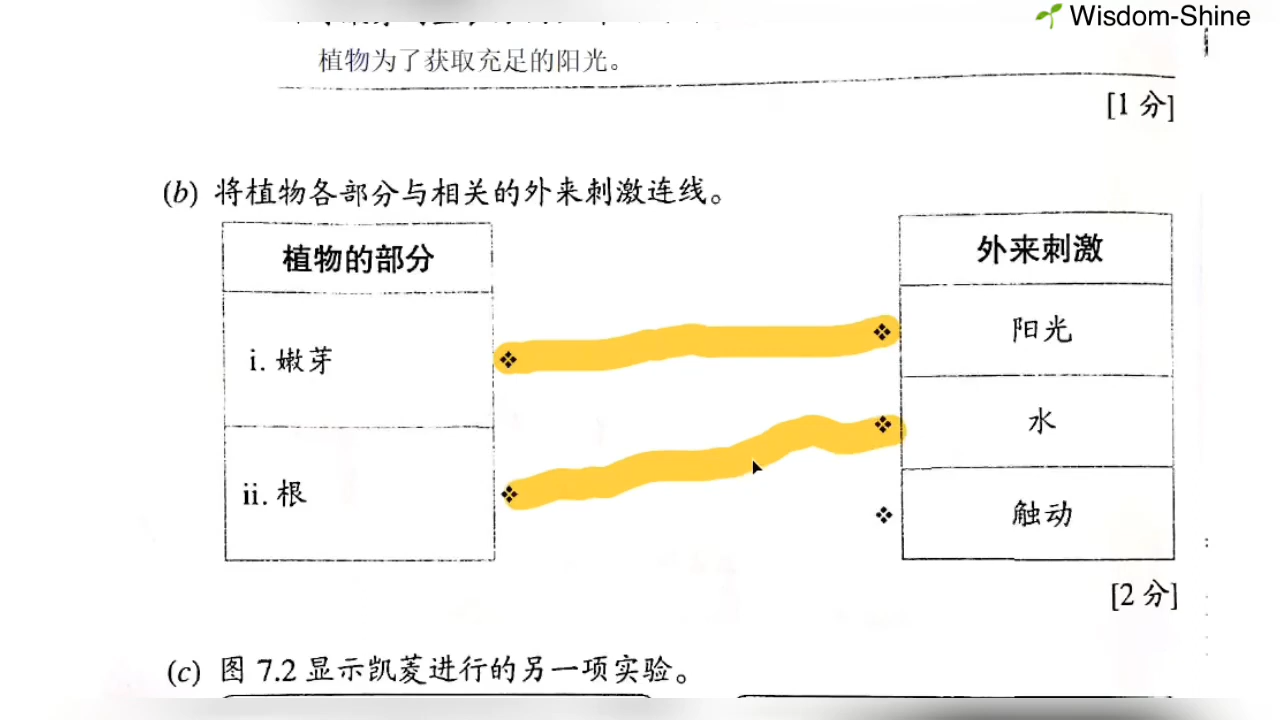 Wisdom-Shine
植物为了获取充足的阳光。
[1 分]
(b) 将植物各部分与相关的外来刺激连线。
植物的部分
外来刺激
i. 嫩芽
阳光
水
ii. 根
触动
[2 分]
(c) 图 7.2 显示凯菱进行的另一项实验。